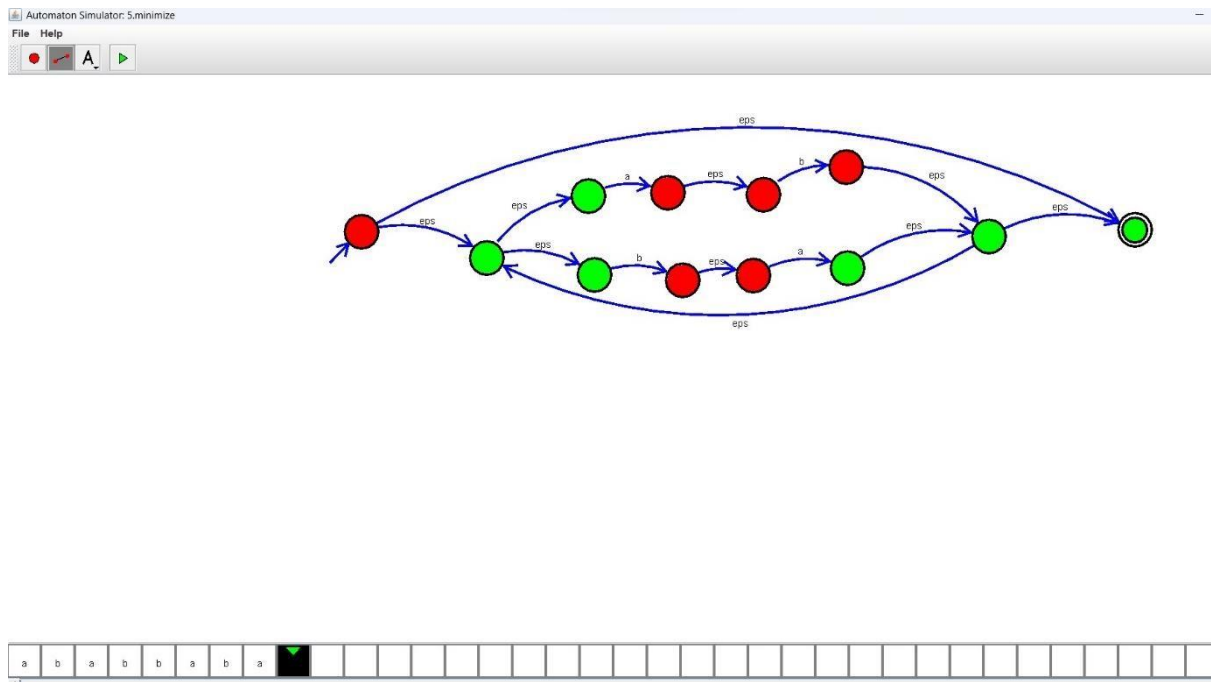 Automaton Simulator: 5.minimize
File Help
A
eps
b
a eps eps
eps
eps eps
eps eps
a
eps b eps
eps
a b a b b a b a